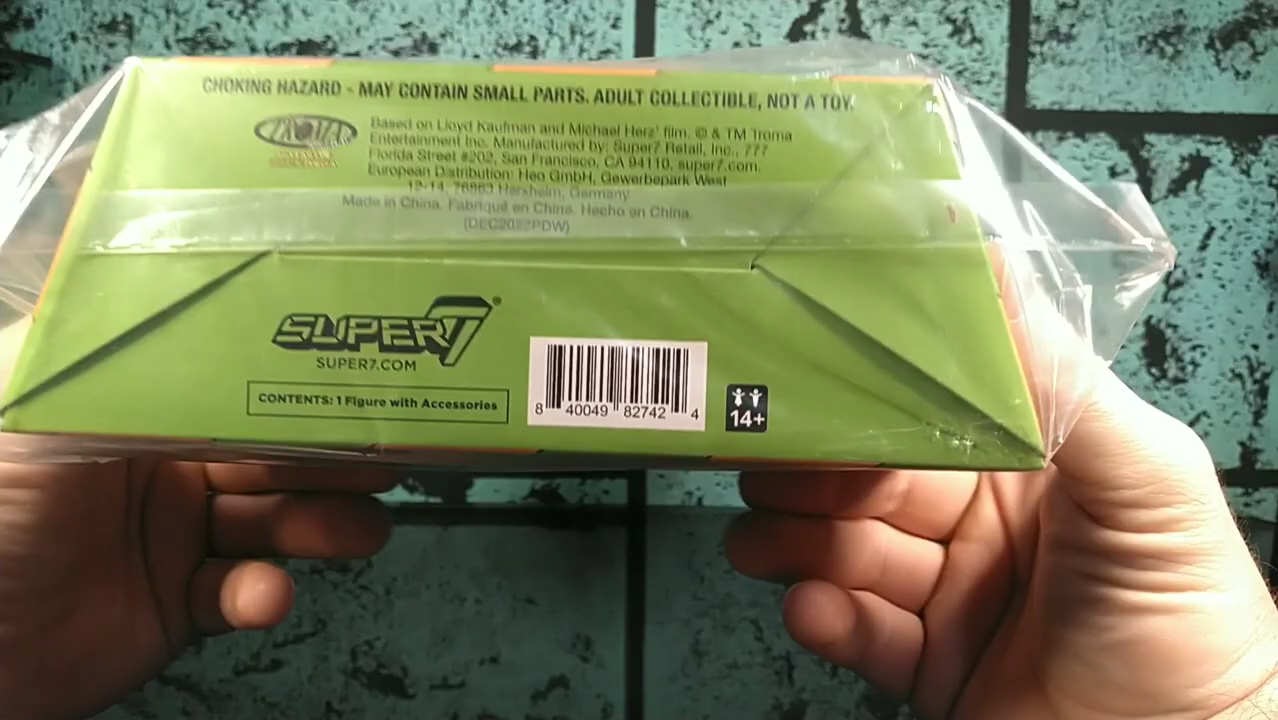 CHOKING HAZARD - MAY CONTAIN SMALL PARTS. ADULT COLLECTIBLE, NOT A TOY.
TROMA
Based on Lloyd Kaufman and Michael Herz' film. © & TM Troma
Entertainment Inc. Manufactured by: Super7 Retail, Inc., 777
Florida Street #202, San Francisco, CA 94110, super7.com.
European Distribution: Heo GmbH, Gewerbepark West
12-14, 76863 Herxheim, Germany
Made in China. Fabriqué en Chine. Hecho en China.
(DEC2022PDW)
SUPER7®
SUPER7.COM
CONTENTS: 1 Figure with Accessories
8 40049 82742 4
14+